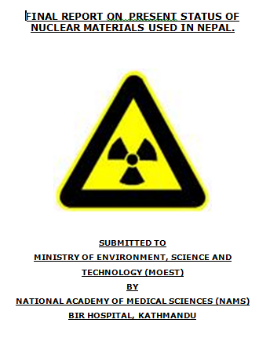 FINAL REPORT ON PRESENT STATUS OF
NUCLEAR MATERIALS USED IN NEPAL.
SUBMITTED TO
MINISTRY OF ENVIRONMENT, SCIENCE AND
TECHNOLOGY (MOEST)
BY
NATIONAL ACADEMY OF MEDICAL SCIENCES (NAMS)
BIR HOSPITAL, KATHMANDU